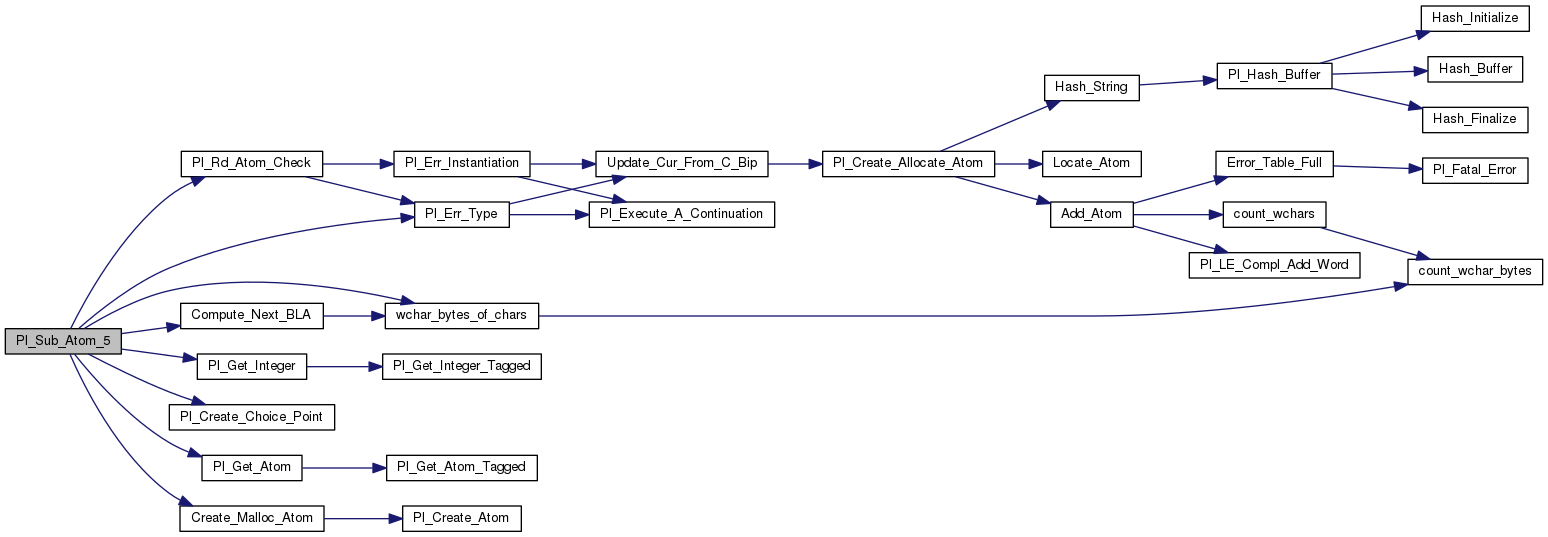 Pl_Sub_Atom_5
Pl_Rd_Atom_Check
Pl_Err_Instantiation
Pl_Err_Type
Update_Cur_From_C_Bip
Pl_Execute_A_Continuation
Pl_Create_Allocate_Atom
Hash_String
Pl_Hash_Buffer
Hash_Initialize
Hash_Buffer
Hash_Finalize
Locate_Atom
Add_Atom
Error_Table_Full
Pl_Fatal_Error
count_wchars
Pl_LE_Compl_Add_Word
count_wchar_bytes
Compute_Next_BLA
wchar_bytes_of_chars
Pl_Get_Integer
Pl_Get_Integer_Tagged
Pl_Create_Choice_Point
Pl_Get_Atom
Pl_Get_Atom_Tagged
Create_Malloc_Atom
Pl_Create_Atom